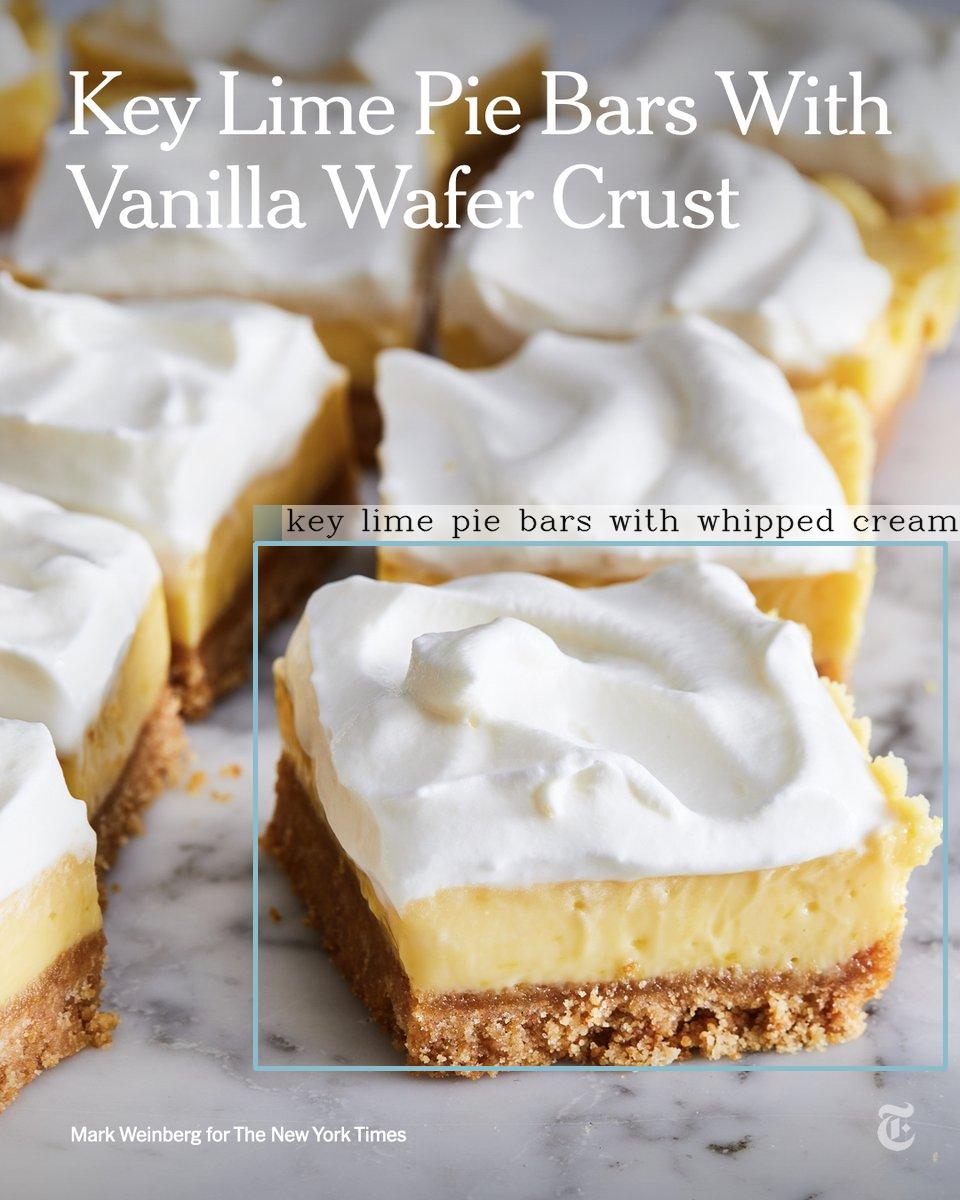 Key Lime Pie Bars With
Vanilla Wafer Crust
key lime pie bars with whipped cream
Mark Weinberg for The New York Times
T